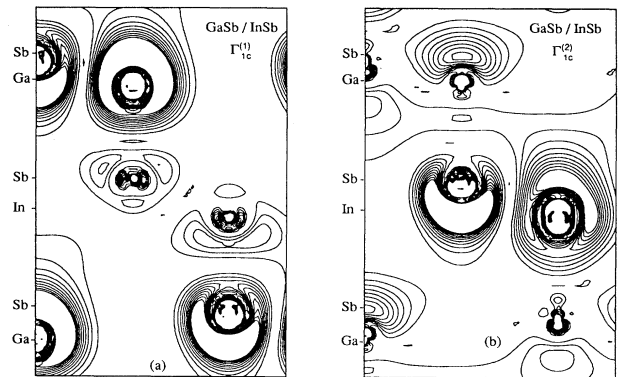 GaSb / InSb
Γ(1)1c
Sb
Ga
Sb
In
Sb
Ga
(a)
GaSb / InSb
Γ(2)1c
Sb
Ga
Sb
In
Sb
Ga
(b)